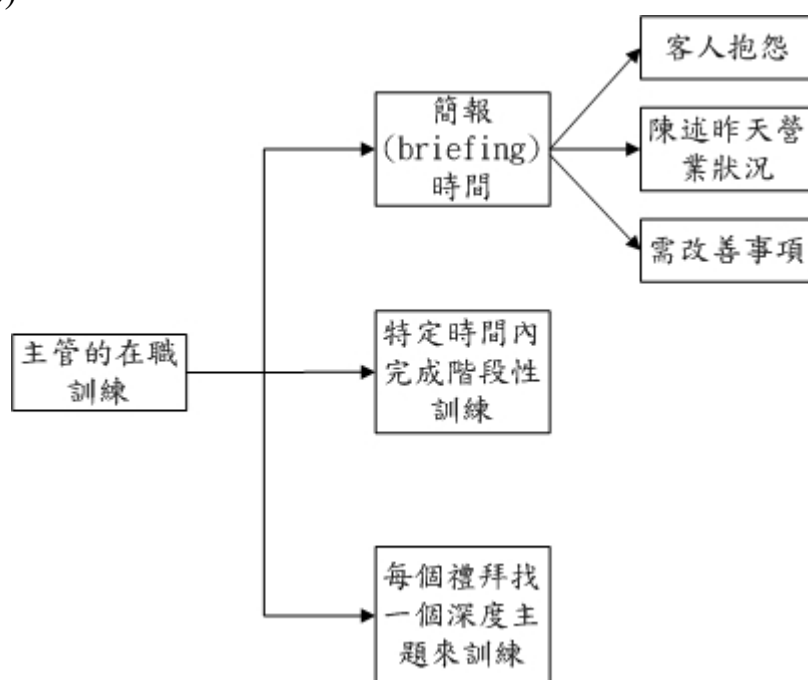 客人抱怨
簡報
(briefing)
時間
陳述昨天營
業狀況
需改善事項
主管的在職
訓練
特定時間內
完成階段性
訓練
每個禮拜找
一個深度主
題來訓練